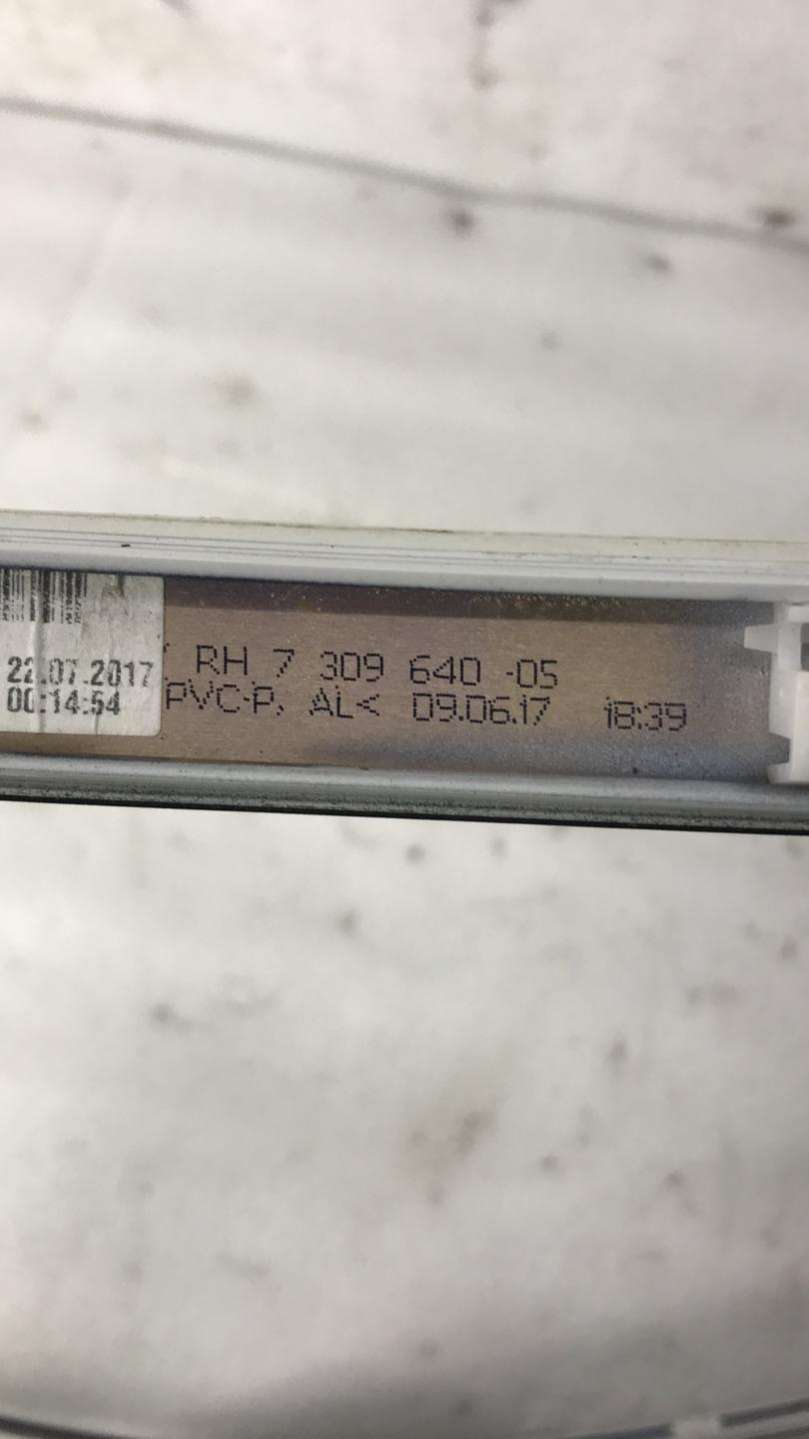 22.07.2017
00:14:54
RH 7 309 640 -05
PVC-P, AL< 09.06.17 18:39